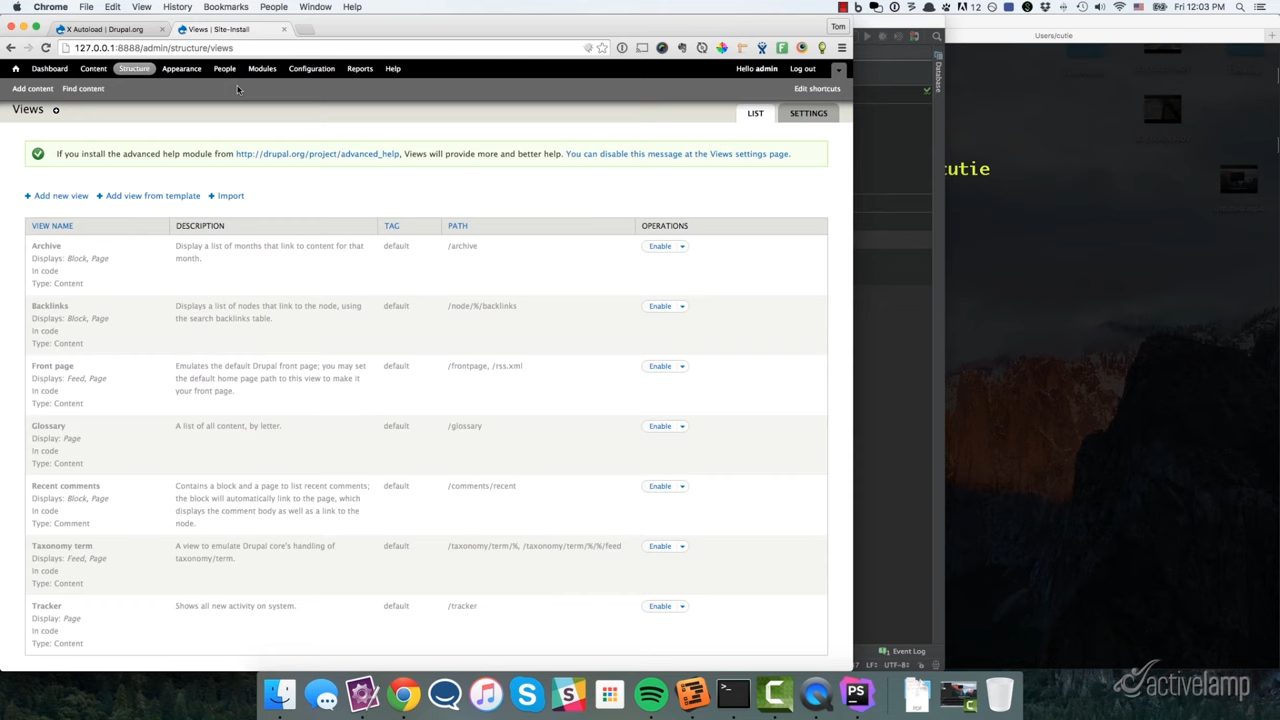 Chrome File Edit View History Bookmarks People Window Help
12 Fri 12:03 PM
X Autoload | Drupal.org
Views | Site-Install
Tom
Users/cutie
127.0.0.1:8888/admin/structure/views
Dashboard Content Structure Appearance People Modules Configuration Reports Help
Hello admin Log out
Add content Find content
Edit shortcuts
Database
Views
LIST SETTINGS
If you install the advanced help module from http://drupal.org/project/advanced_help, Views will provide more and better help. You can disable this message at the Views settings page.
cutie
Add new view Add view from template Import
VIEW NAME DESCRIPTION TAG PATH OPERATIONS
Archive
Displays: Block, Page
In code
Type: Content
Display a list of months that link to content for that
month.
default
/archive
Enable
Backlinks
Displays: Block, Page
In code
Type: Content
Displays a list of nodes that link to the node, using
the search backlinks table.
default
/node/%/backlinks
Enable
Front page
Displays: Feed, Page
In code
Type: Content
Emulates the default Drupal front page; you may set
the default home page path to this view to make it
your front page.
default
/frontpage, /rss.xml
Enable
Glossary
Display: Page
In code
Type: Content
A list of all content, by letter.
default
/glossary
Enable
Recent comments
Displays: Block, Page
In code
Type: Comment
Contains a block and a page to list recent comments;
the block will automatically link to the page, which
displays the comment body as well as a link to the
node.
default
/comments/recent
Enable
Taxonomy term
Displays: Feed, Page
In code
Type: Content
A view to emulate Drupal core's handling of
taxonomy/term.
default
/taxonomy/term/%, /taxonomy/term/%/%/feed
Enable
Tracker
Display: Page
In code
Type: Content
Shows all new activity on system.
default
/tracker
Enable
Event Log
LF÷ UTF-8÷
PS
activelamp